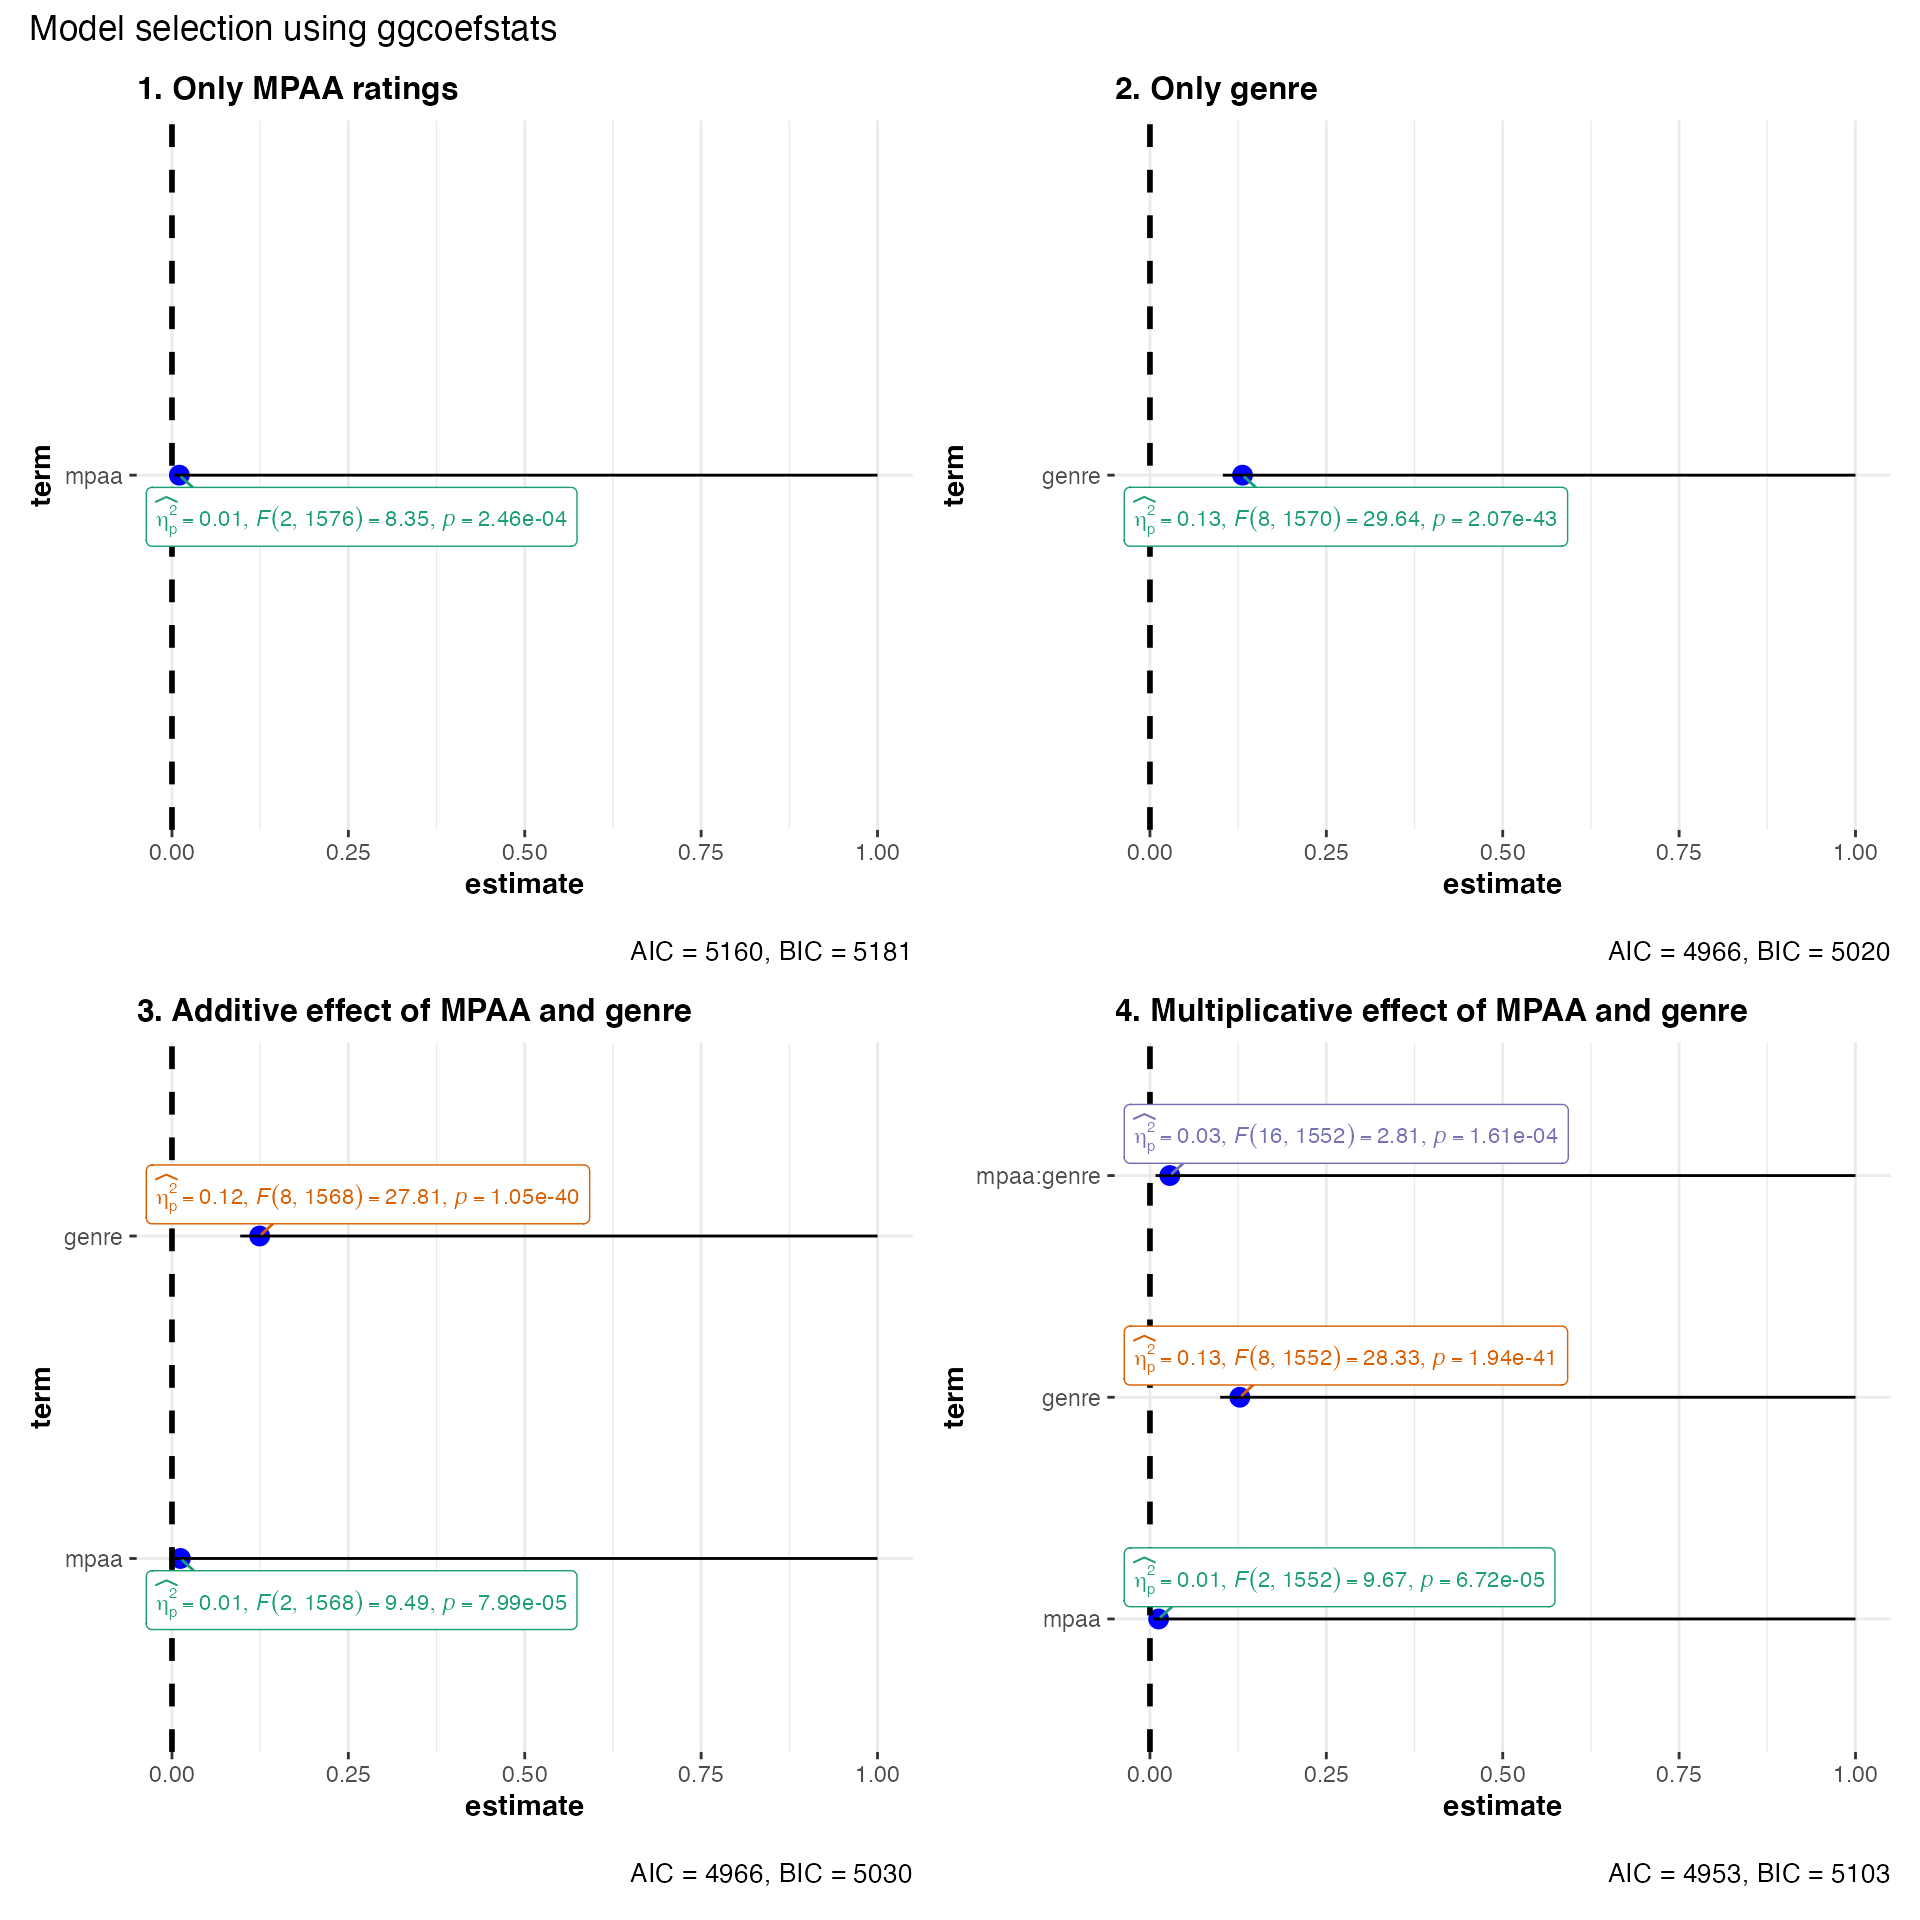 Model selection using ggcoefstats
1. Only MPAA ratings
term
mpaa
η̂²ₚ = 0.01, F(2, 1576) = 8.35, p = 2.46e-04
0.00 0.25 0.50 0.75 1.00
estimate
AIC = 5160, BIC = 5181
2. Only genre
term
genre
η̂²ₚ = 0.13, F(8, 1570) = 29.64, p = 2.07e-43
0.00 0.25 0.50 0.75 1.00
estimate
AIC = 4966, BIC = 5020
3. Additive effect of MPAA and genre
term
η̂²ₚ = 0.12, F(8, 1568) = 27.81, p = 1.05e-40
genre
mpaa
η̂²ₚ = 0.01, F(2, 1568) = 9.49, p = 7.99e-05
0.00 0.25 0.50 0.75 1.00
estimate
AIC = 4966, BIC = 5030
4. Multiplicative effect of MPAA and genre
term
η̂²ₚ = 0.03, F(16, 1552) = 2.81, p = 1.61e-04
mpaa:genre
η̂²ₚ = 0.13, F(8, 1552) = 28.33, p = 1.94e-41
genre
η̂²ₚ = 0.01, F(2, 1552) = 9.67, p = 6.72e-05
mpaa
0.00 0.25 0.50 0.75 1.00
estimate
AIC = 4953, BIC = 5103